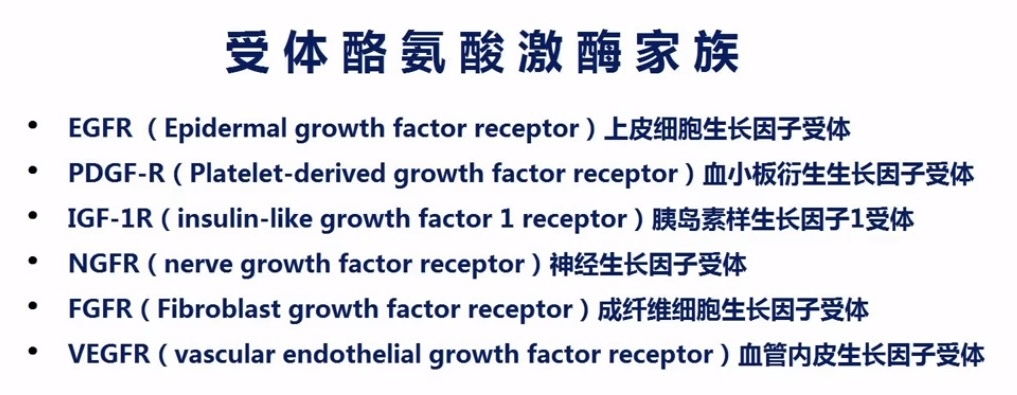 受体酪氨酸激酶家族
• EGFR （Epidermal growth factor receptor）上皮细胞生长因子受体
• PDGF-R（Platelet-derived growth factor receptor）血小板衍生生长因子受体
• IGF-1R（insulin-like growth factor 1 receptor）胰岛素样生长因子1受体
• NGFR（nerve growth factor receptor）神经生长因子受体
• FGFR（Fibroblast growth factor receptor）成纤维细胞生长因子受体
• VEGFR（vascular endothelial growth factor receptor）血管内皮生长因子受体